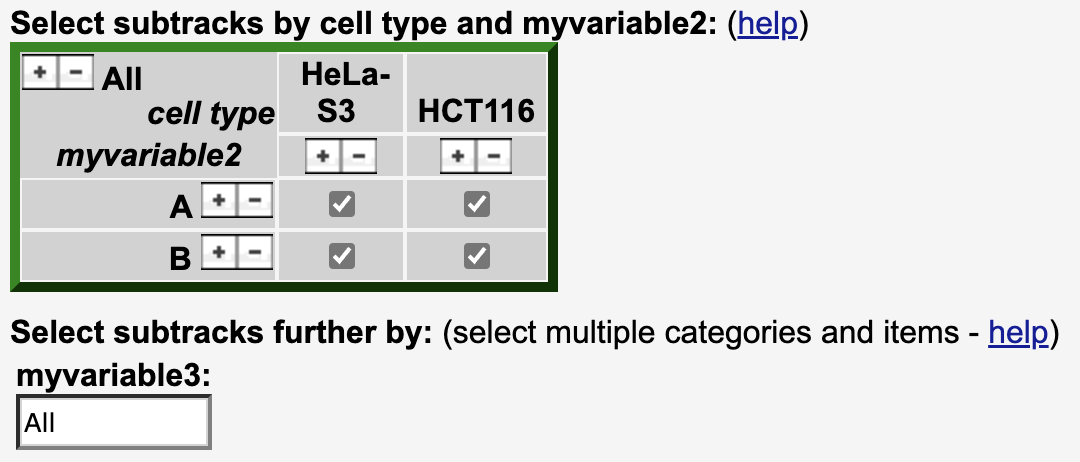 Select subtracks by cell type and myvariable2: (help)
+ - All
cell type
myvariable2
HeLa-
S3
HCT116
+ -
+ -
A + -
B + -
Select subtracks further by: (select multiple categories and items - help)
myvariable3:
All